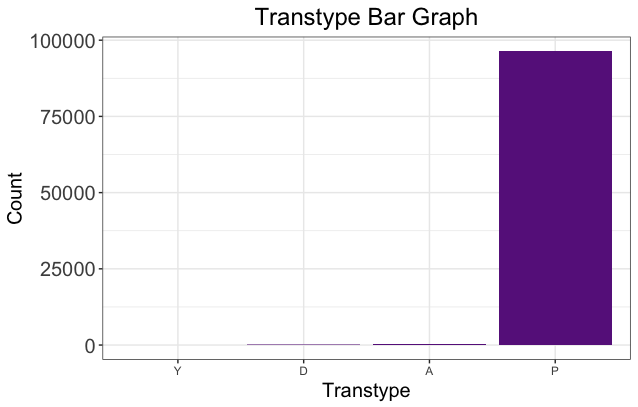 Transtype Bar Graph
100000
75000
50000
25000
0
Count
Y D A P
Transtype